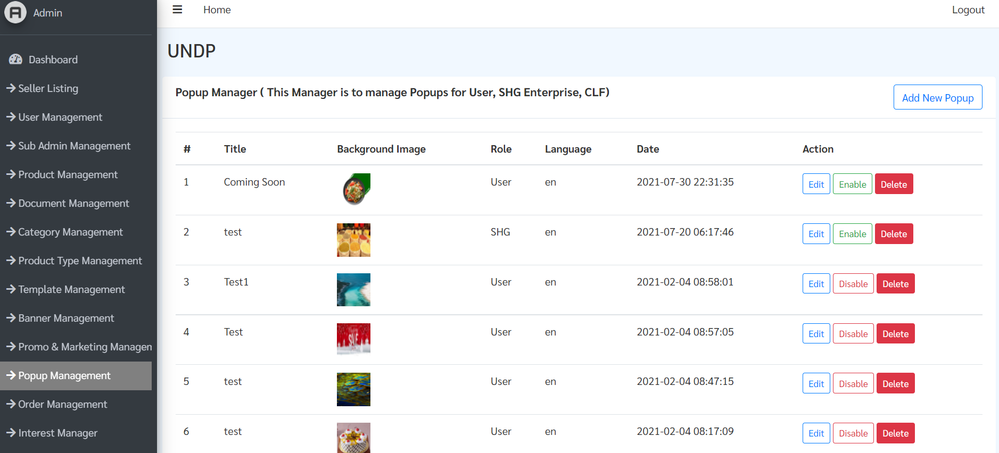 Admin
Home
Logout
Dashboard
Seller Listing
User Management
Sub Admin Management
Product Management
Document Management
Category Management
Product Type Management
Template Management
Banner Management
Promo & Marketing Managem
Popup Management
Order Management
Interest Manager
UNDP
Popup Manager ( This Manager is to manage Popups for User, SHG Enterprise, CLF)
Add New Popup
# Title Background Image Role Language Date Action
1 Coming Soon User en 2021-07-30 22:31:35 Edit Enable Delete
2 test SHG en 2021-07-20 06:17:46 Edit Enable Delete
3 Test1 User en 2021-02-04 08:58:01 Edit Disable Delete
4 Test SALE User en 2021-02-04 08:57:05 Edit Disable Delete
5 test User en 2021-02-04 08:47:15 Edit Disable Delete
6 test User en 2021-02-04 08:17:09 Edit Disable Delete